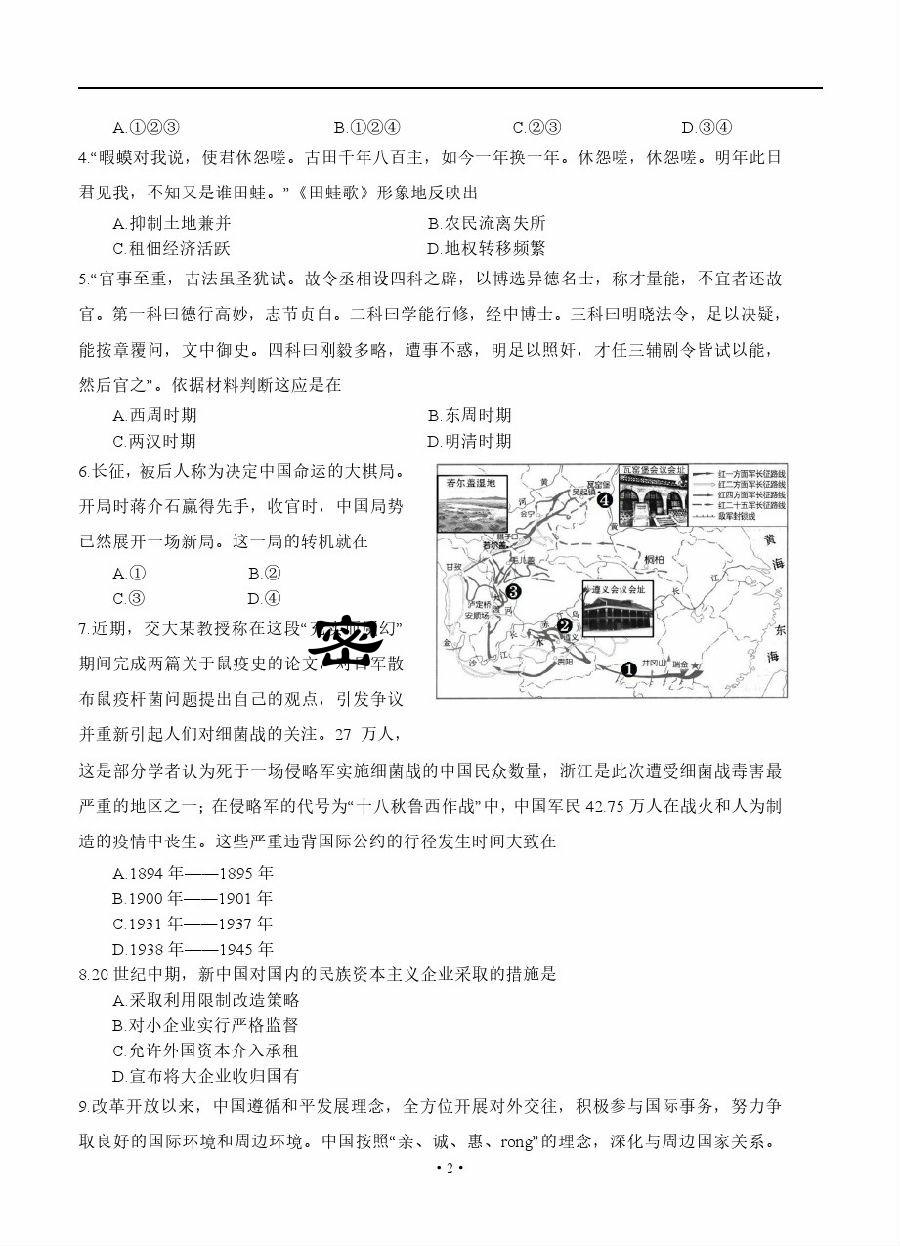 A.①②③ B.①②④ C.②③ D.③④
4.“暇蟆对我说，使君休怨嗟。古田千年八百主，如今一年换一年。休怨嗟，休怨嗟。明年此日
君见我，不知又是谁田蛙。”《田蛙歌》形象地反映出
A.抑制土地兼并 B.农民流离失所
C.租佃经济活跃 D.地权转移频繁
5.“官事至重，古法虽圣犹试。故令丞相设四科之辟，以博选异德名士，称才量能，不宜者还故
官。第一科曰德行高妙，志节贞白。二科曰学能行修，经中博士。三科曰明晓法令，足以决疑，
能按章覆问，文中御史。四科曰刚毅多略，遭事不惑，明足以照奸，才任三辅剧令皆试以能，
然后官之”。依据材料判断这应是在
A.西周时期 B.东周时期
C.两汉时期 D.明清时期
6.长征，被后人称为决定中国命运的大棋局。
开局时蒋介石赢得先手，收官时，中国局势
已然展开一场新局。这一局的转机就在
A.① B.②
C.③ D.④
若尔盖湿地
瓦窑堡会议会址
红一方面军长征路线
红二方面军长征路线
红四方面军长征路线
红二十五军长征路线
敌军封锁线
黄
河
瓦窑堡
吴起镇
会宁
❹
黄
腊子口
若尔盖
毛儿盖
甘孜
桐柏
黄
海
江
长
❸
泸定桥
安顺场
河
遵义会议会址
赤
水
❷
乌
遵义
东
海
金
沙
江
长
贵阳
❶
井冈山
瑞金
7.近期，交大某教授称在这段“ 幻”
密
期间完成两篇关于鼠疫史的论文 对日军散
布鼠疫杆菌问题提出自己的观点，引发争议
并重新引起人们对细菌战的关注。27 万人，
这是部分学者认为死于一场侵略军实施细菌战的中国民众数量，浙江是此次遭受细菌战毒害最
严重的地区之一；在侵略军的代号为“十八秋鲁西作战”中，中国军民 42.75 万人在战火和人为制
造的疫情中丧生。这些严重违背国际公约的行径发生时间大致在
A.1894 年——1895 年
B.1900 年——1901 年
C.1931 年——1937 年
D.1938 年——1945 年
8.20 世纪中期，新中国对国内的民族资本主义企业采取的措施是
A.采取利用限制改造策略
B.对小企业实行严格监督
C.允许外国资本介入承租
D.宣布将大企业收归国有
9.改革开放以来，中国遵循和平发展理念，全方位开展对外交往，积极参与国际事务，努力争
取良好的国际环境和周边环境。中国按照“亲、诚、惠、rong”的理念，深化与周边国家关系。
·2·